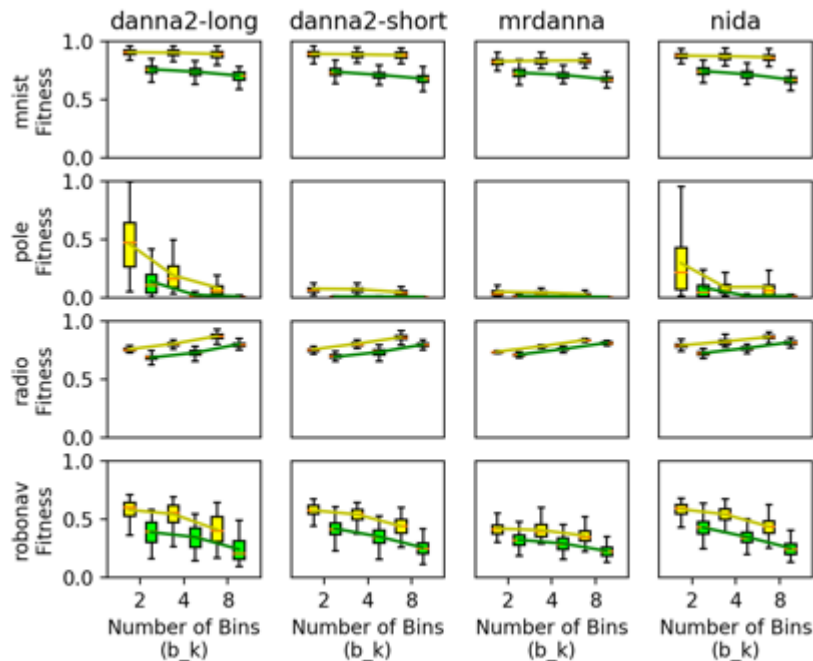 danna2-long danna2-short mrdanna nida
mnist
Fitness
1.0
0.5
0.0
pole
Fitness
1.0
0.5
0.0
radio
Fitness
1.0
0.5
0.0
robonav
Fitness
1.0
0.5
0.0
2 4 8 2 4 8 2 4 8 2 4 8
Number of Bins Number of Bins Number of Bins Number of Bins
(b_k) (b_k) (b_k) (b_k)